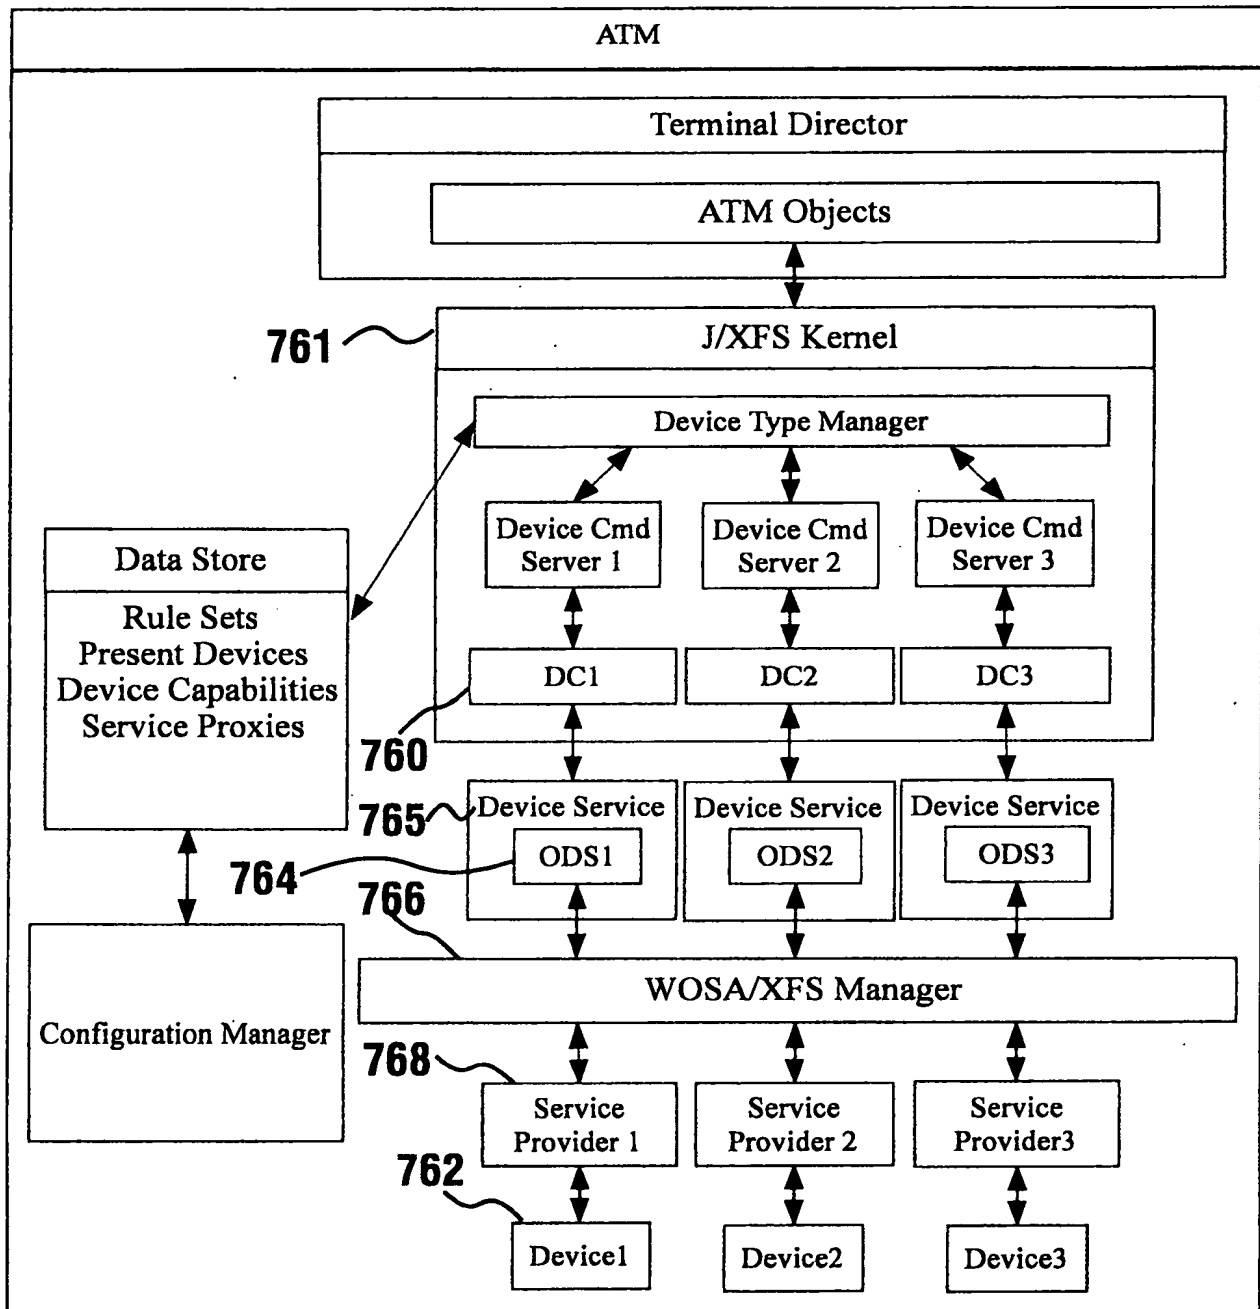 ATM
Terminal Director
ATM Objects
761
J/XFS Kernel
Device Type Manager
Device Cmd
Server 1
Device Cmd
Server 2
Device Cmd
Server 3
Data Store
Rule Sets
Present Devices
Device Capabilities
Service Proxies
DC1
DC2
DC3
760
765
Device Service
Device Service
Device Service
764
ODS1
ODS2
ODS3
766
WOSA/XFS Manager
Configuration Manager
768
Service
Provider 1
Service
Provider 2
Service
Provider3
762
Device1
Device2
Device3